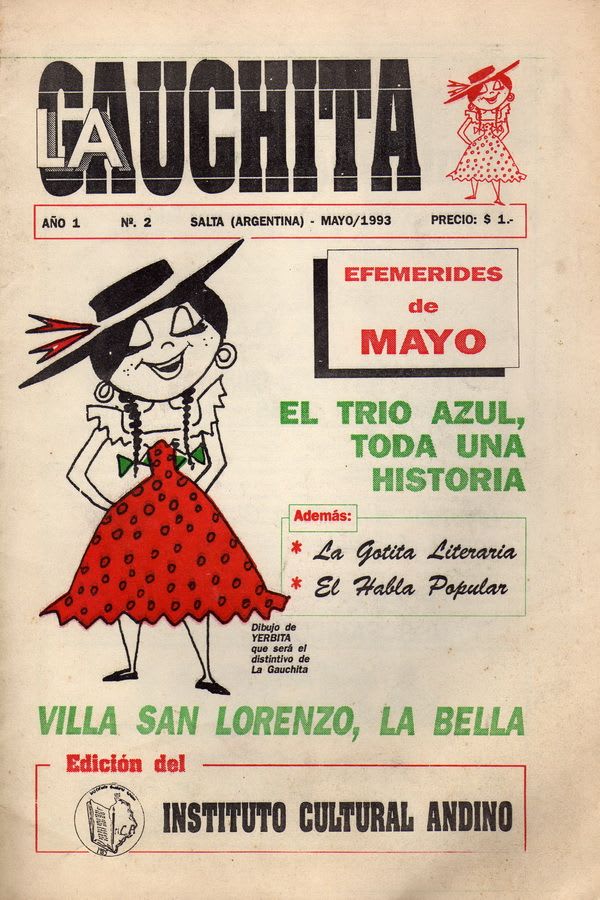 LA GAUCHITA
AÑO 1 Nº. 2 SALTA (ARGENTINA) - MAYO/1993 PRECIO: $ 1.-
EFEMERIDES
de
MAYO
EL TRIO AZUL,
TODA UNA
HISTORIA
Además:
* La Gotita Literaria
* El Habla Popular
Dibujo de
YERBITA
que será el
distintivo de
La Gauchita
VILLA SAN LORENZO, LA BELLA
Edición del
INSTITUTO CULTURAL ANDINO